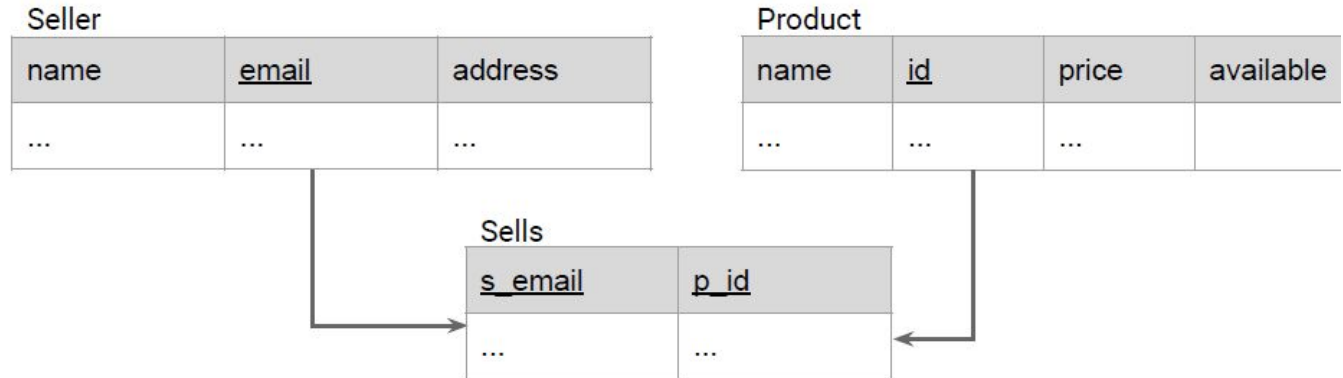 Seller
name email address
... ... ...
Product
name id price available
... ... ...
Sells
s_email p_id
... ...